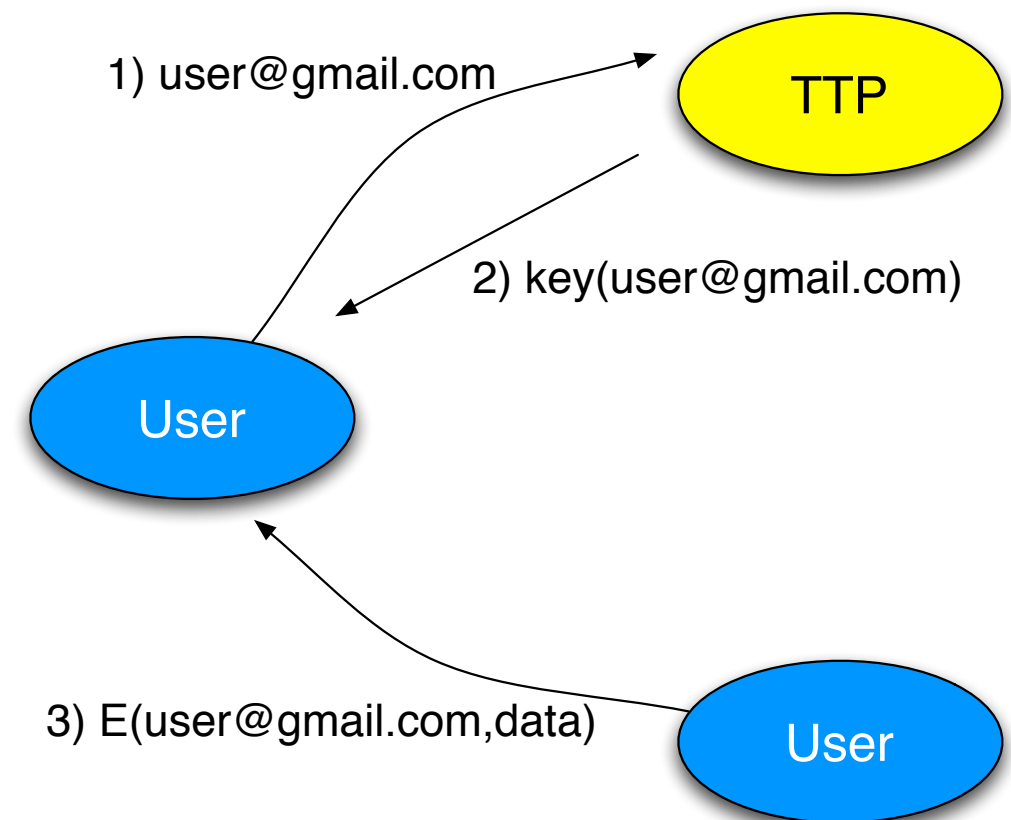 1) user@gmail.com
TTP
2) key(user@gmail.com)
User
3) E(user@gmail.com,data)
User